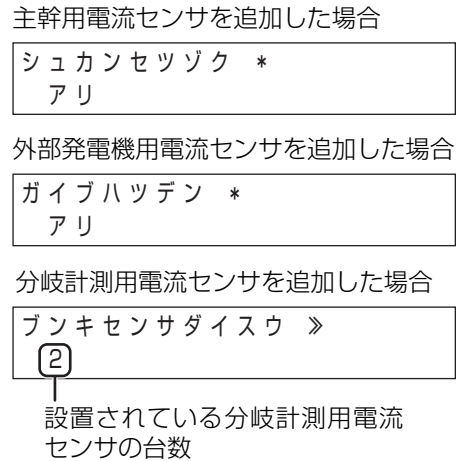 主幹用電流センサを追加した場合
シュカンセツゾク *
アリ
外部発電機用電流センサを追加した場合
ガイブハツデン *
アリ
分岐計測用電流センサを追加した場合
ブンキセンサダイスウ ≫
2
設置されている分岐計測用電流
センサの台数